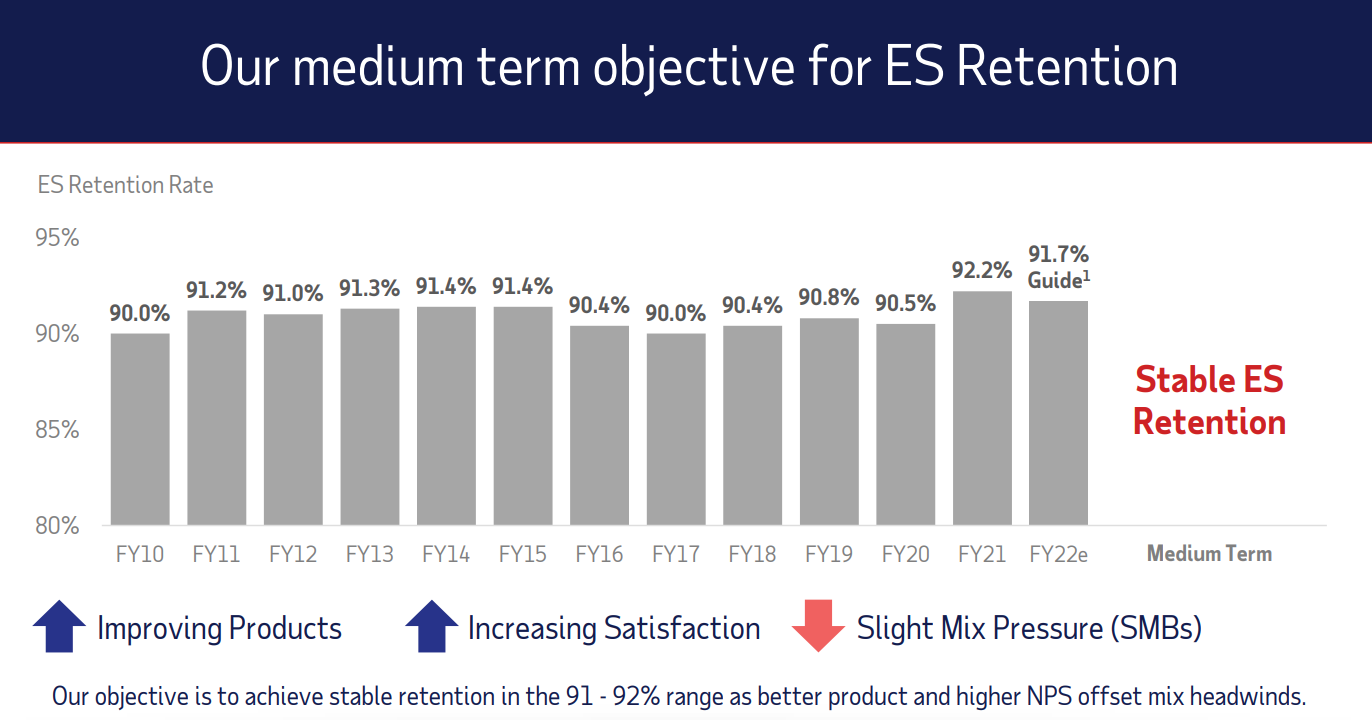 Our medium term objective for ES Retention
ES Retention Rate
95%
90%
85%
80%
90.0%
91.2%
91.0%
91.3%
91.4%
91.4%
90.4%
90.0%
90.4%
90.8%
90.5%
92.2%
91.7%
Guide¹
Stable ES
Retention
FY10 FY11 FY12 FY13 FY14 FY15 FY16 FY17 FY18 FY19 FY20 FY21 FY22e Medium Term
Improving Products Increasing Satisfaction Slight Mix Pressure (SMBs)
Our objective is to achieve stable retention in the 91 - 92% range as better product and higher NPS offset mix headwinds.